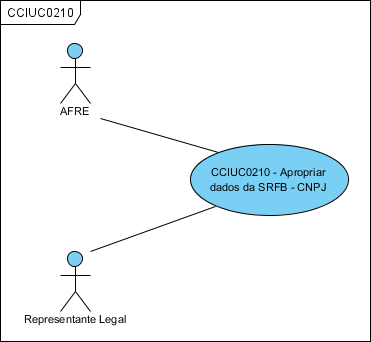 CCIUC0210
AFRE
CCIUC0210 - Apropriar
dados da SRFB - CNPJ
Representante Legal